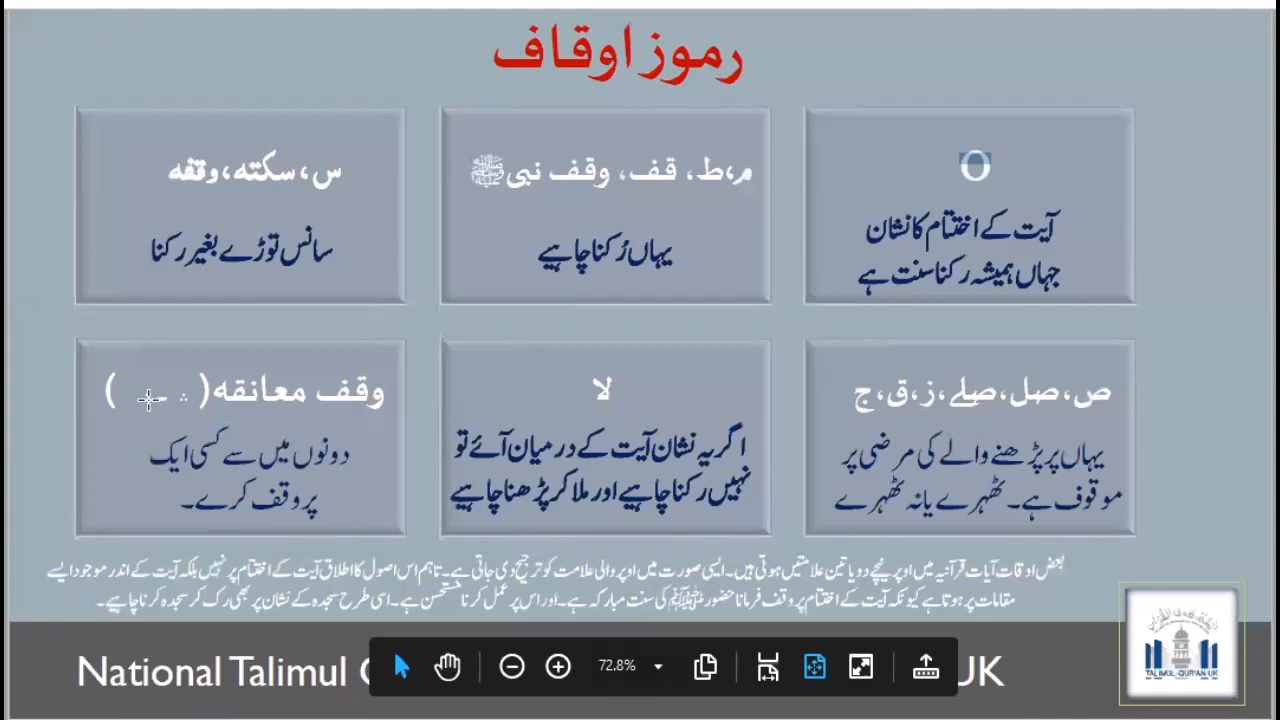 رموز اوقاف
O
آیت کے اختتام کا نشان
جہاں ہمیشہ رکنا سنت ہے
م،ط، قف، وقف نبی ﷺ
یہاں رُکنا چاہیے
س، سکتہ، وقفہ
سانس توڑے بغیر رکنا
ص، صل، صلے، ز، ق، ج
یہاں پر پڑھنے والے کی مرضی پر
موقوف ہے۔ ٹھہرے یا نہ ٹھہرے
لا
اگر یہ نشان آیت کے درمیان آئے تو
نہیں رکنا چاہیے اور ملا کر پڑھنا چاہیے
وقف معانقہ( ؞ ۔ )
دونوں میں سے کسی ایک
پر وقف کرے۔
بعض اوقات آیات قرآنیہ میں اوپر نیچے دو یا تین علامتیں ہوتی ہیں۔ ایسی صورت میں اوپر والی علامت کو ترجیح دی جاتی ہے۔ تاہم اس اصول کا اطلاق آیت کے اختتام پر نہیں بلکہ آیت کے اندر موجود ایسے
مقامات پر ہوتا ہے کیونکہ آیت کے اختتام پر وقف فرمانا حضور ﷺ کی سنت مبارکہ ہے۔ اور اس پر عمل کرنا مستحسن ہے۔ اسی طرح سجدہ کے نشان پر بھی رک کر سجدہ کرنا چاہیے۔
National Talimul UK
72.8%
TALIMUL-QUR'AN UK